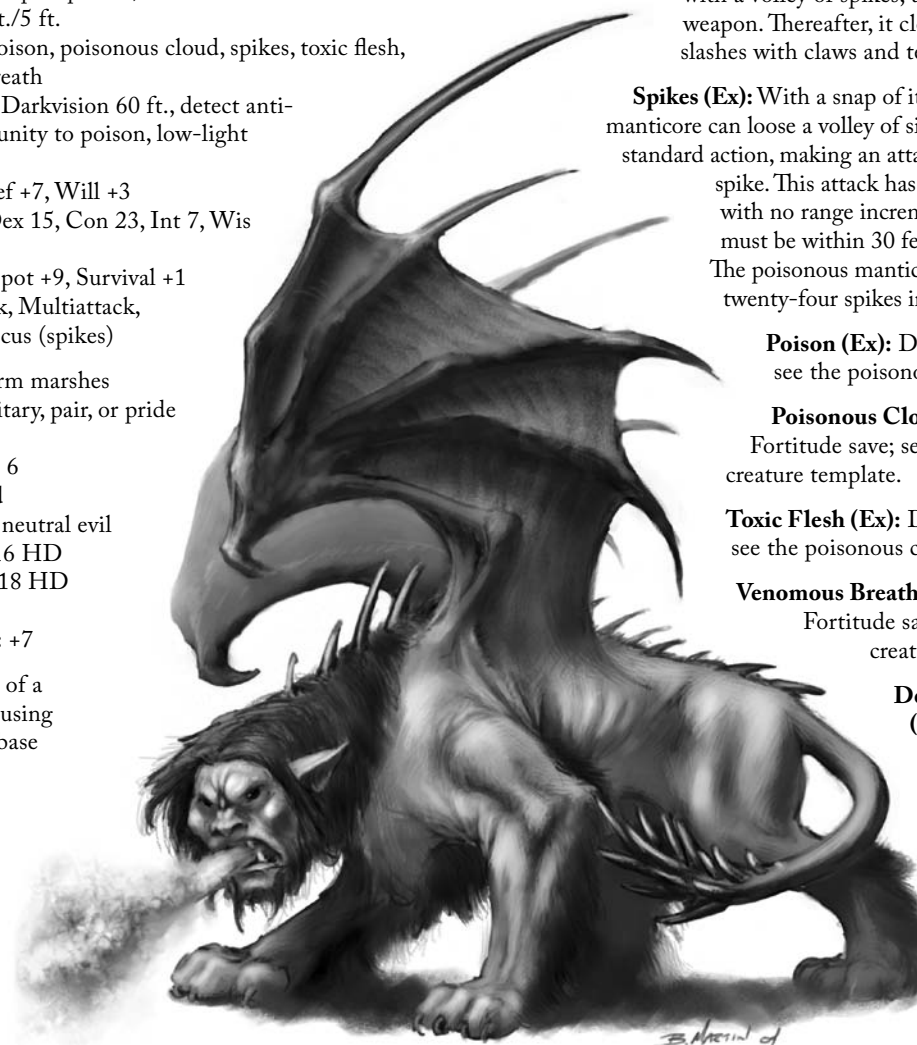 t./5 ft.
oison, poisonous cloud, spikes, toxic flesh,
reath
Darkvision 60 ft., detect anti-
unity to poison, low-light
ef +7, Will +3
Dex 15, Con 23, Int 7, Wis
pot +9, Survival +1
k, Multiattack,
cus (spikes)
rm marshes
itary, pair, or pride
6
d
neutral evil
16 HD
18 HD
: +7
of a
using
base
with a volley of spikes,
weapon. Thereafter, it cl
slashes with claws and te
Spikes (Ex): With a snap of it
manticore can loose a volley of si
standard action, making an atta
spike. This attack has
with no range increm
must be within 30 fe
The poisonous mantic
twenty-four spikes in
Poison (Ex): D
see the poisono
Poisonous Clo
Fortitude save; se
creature template.
Toxic Flesh (Ex): D
see the poisonous c
Venomous Breath
Fortitude sa
creat
De
(